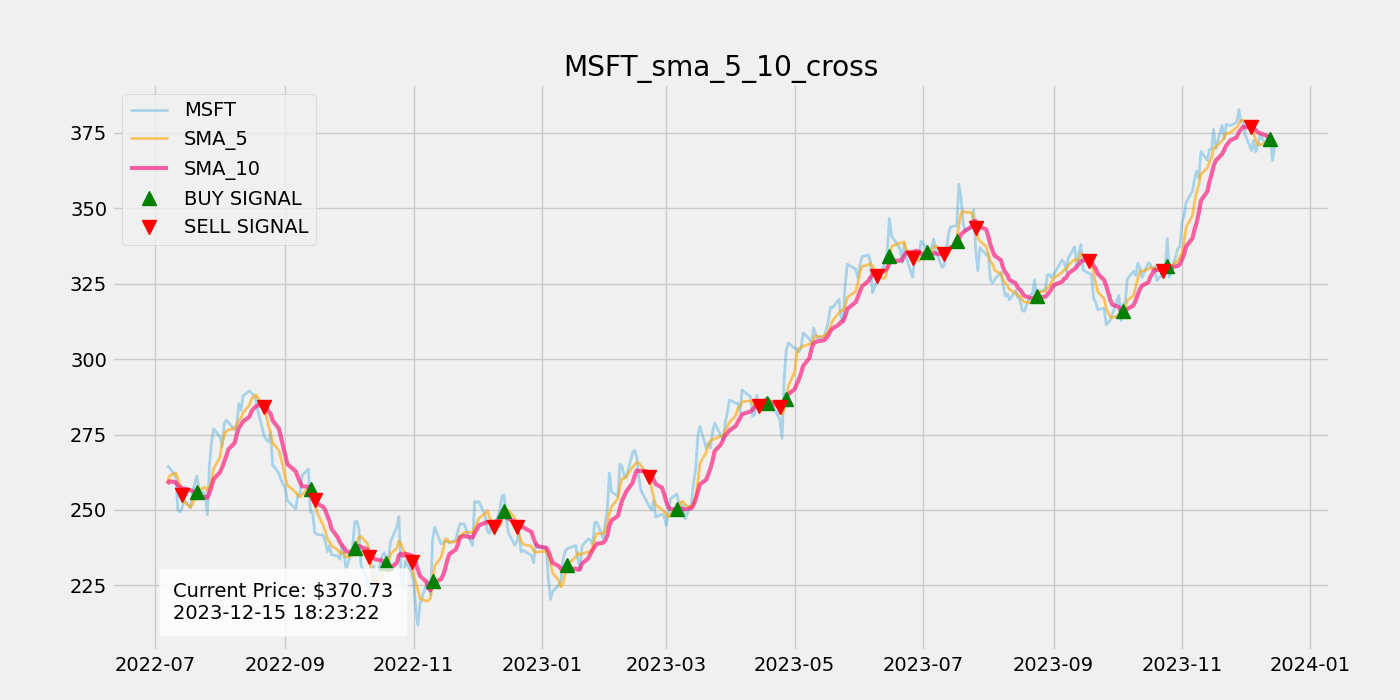 MSFT_sma_5_10_cross
MSFT
SMA_5
SMA_10
BUY SIGNAL
SELL SIGNAL
375
350
325
300
275
250
225
Current Price: $370.73
2023-12-15 18:23:22
2022-07 2022-09 2022-11 2023-01 2023-03 2023-05 2023-07 2023-09 2023-11 2024-01